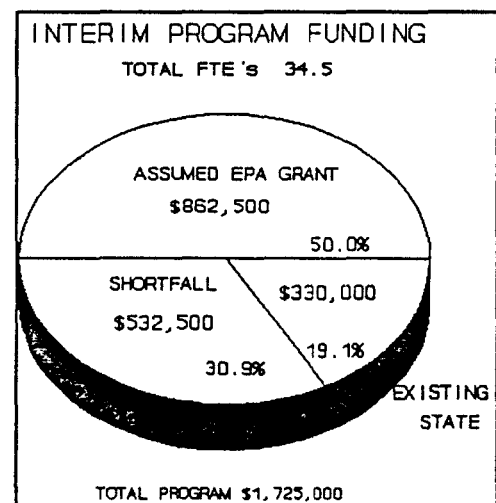 INTERIM PROGRAM FUNDING
TOTAL FTE's 34.5
ASSUMED EPA GRANT
$862,500
50.0%
SHORTFALL
$532,500
30.9%
$330,000
19.1%
EXISTING
STATE
TOTAL PROGRAM $1,725,000